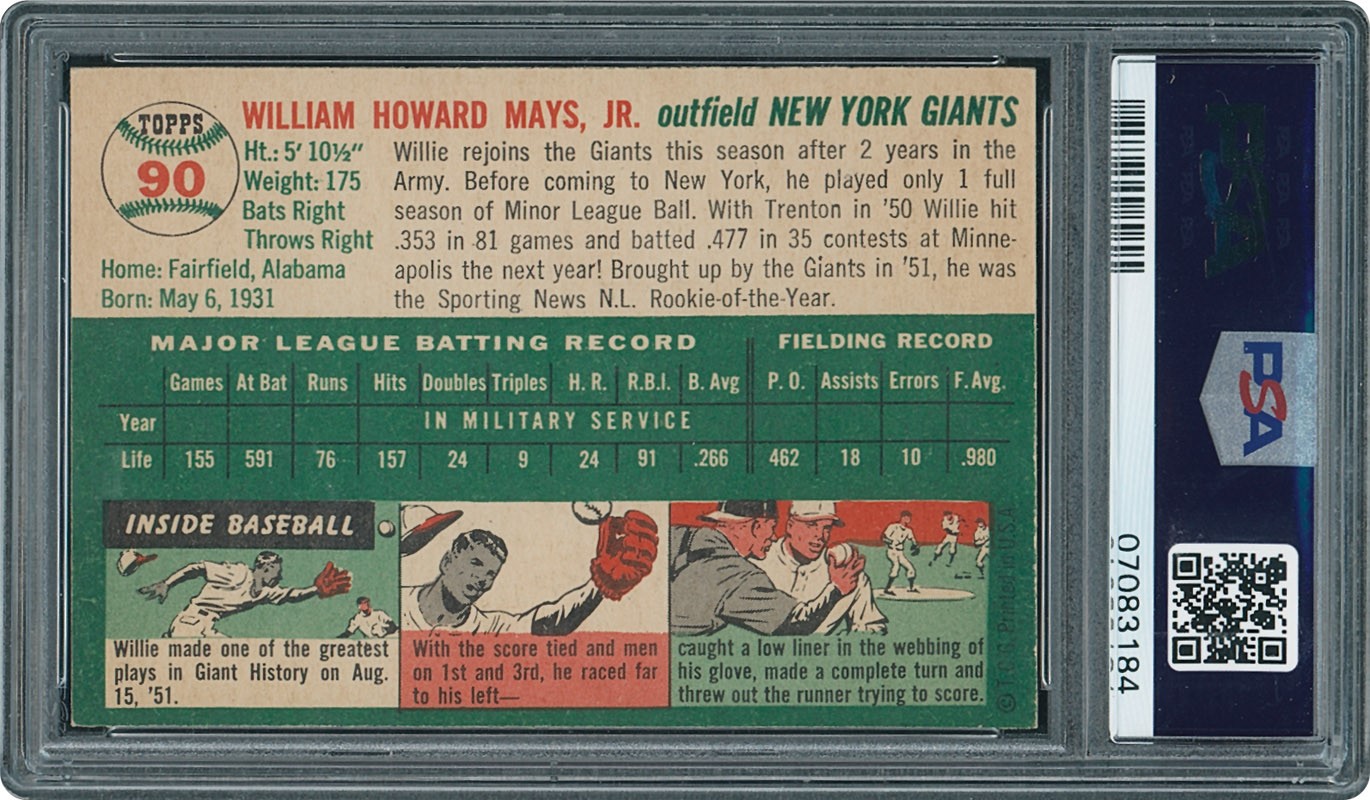 TOPPS
90
WILLIAM HOWARD MAYS, JR. outfield NEW YORK GIANTS
Ht.: 5' 10½"
Weight: 175
Bats Right
Throws Right
Home: Fairfield, Alabama
Born: May 6, 1931
Willie rejoins the Giants this season after 2 years in the
Army. Before coming to New York, he played only 1 full
season of Minor League Ball. With Trenton in '50 Willie hit
.353 in 81 games and batted .477 in 35 contests at Minne-
apolis the next year! Brought up by the Giants in '51, he was
the Sporting News N.L. Rookie-of-the-Year.
MAJOR LEAGUE BATTING RECORD FIELDING RECORD
Games At Bat Runs Hits Doubles Triples H. R. R.B.I. B. Avg P. O. Assists Errors F. Avg.
Year IN MILITARY SERVICE
Life 155 591 76 157 24 9 24 91 .266 462 18 10 .980
INSIDE BASEBALL
Willie made one of the greatest
plays in Giant History on Aug.
15, '51.
With the score tied and men
on 1st and 3rd, he raced far
to his left—
caught a low liner in the webbing of
his glove, made a complete turn and
threw out the runner trying to score.
© T.C.G. Printed in U.S.A.
PSA
PSA
07083184